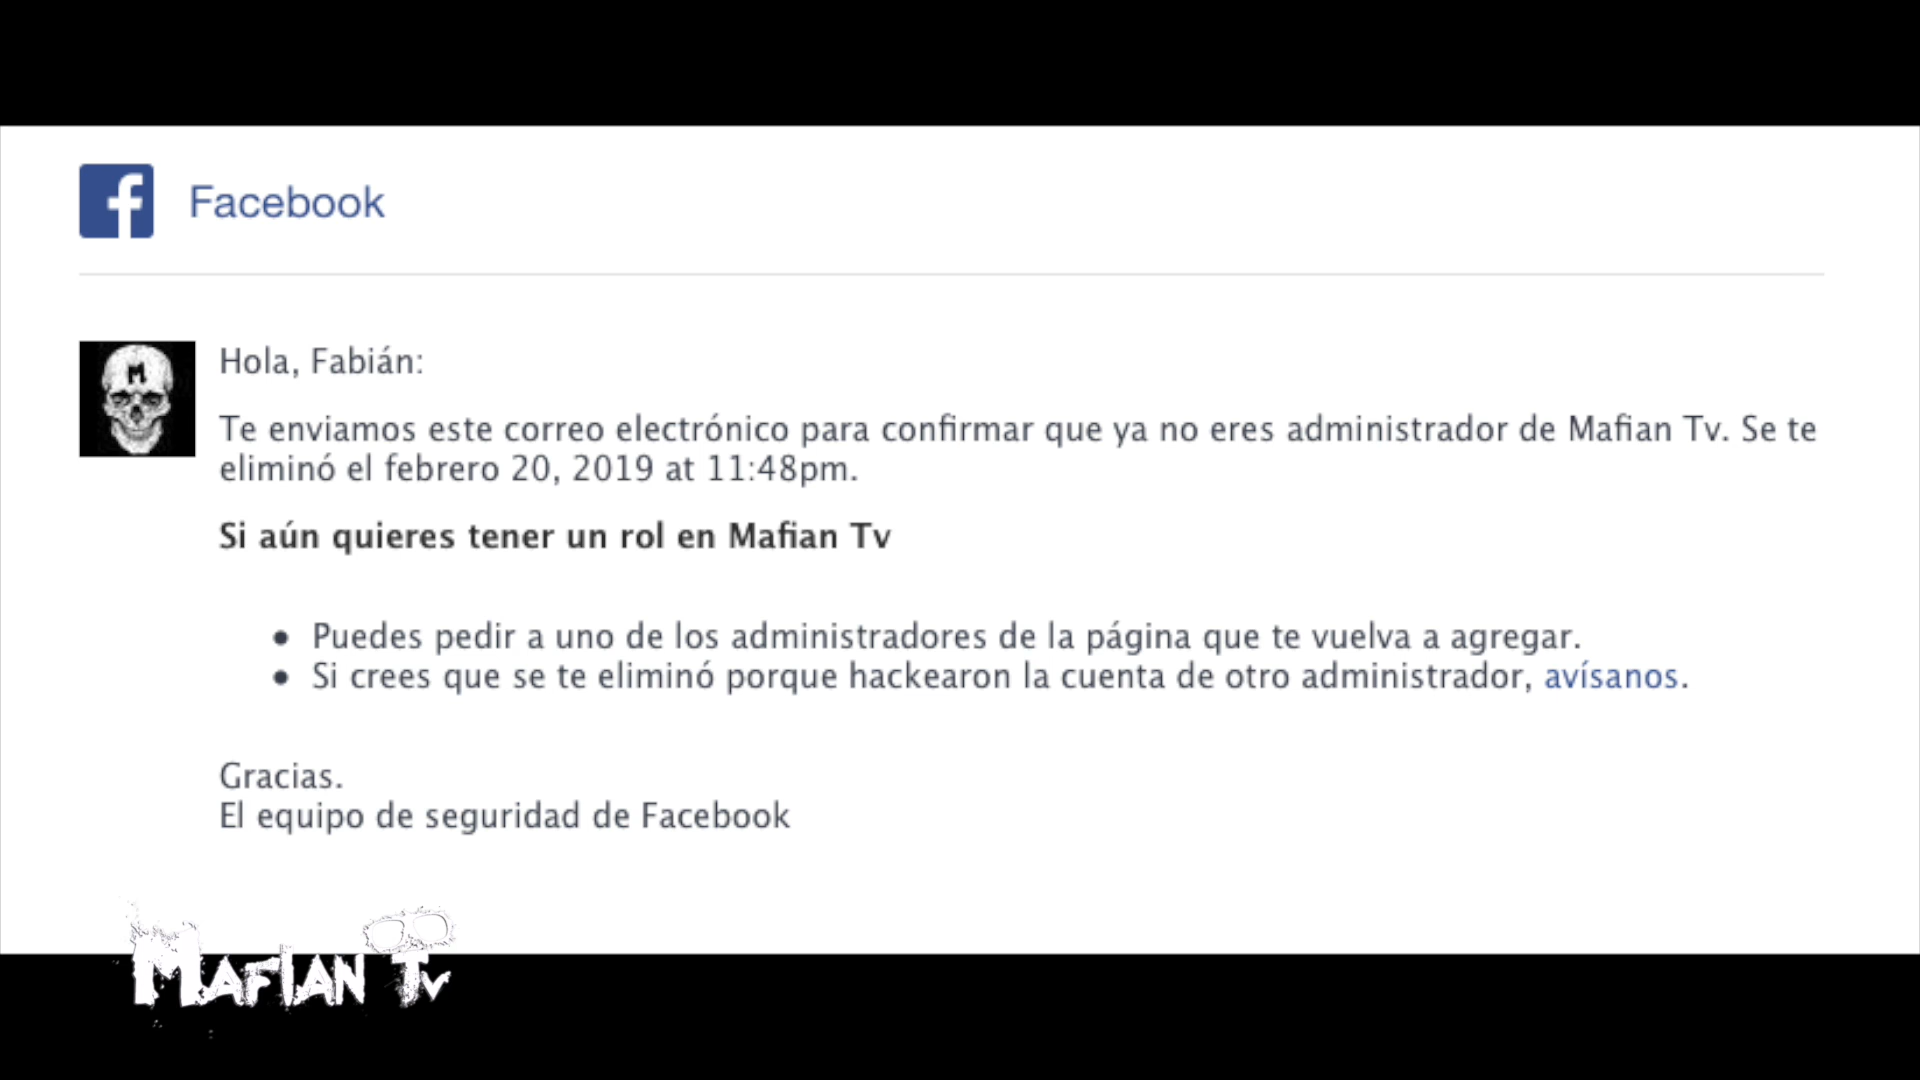 Facebook
M
Hola, Fabián:
Te enviamos este correo electrónico para confirmar que ya no eres administrador de Mafian Tv. Se te
eliminó el febrero 20, 2019 at 11:48pm.
Si aún quieres tener un rol en Mafian Tv
• Puedes pedir a uno de los administradores de la página que te vuelva a agregar.
• Si crees que se te eliminó porque hackearon la cuenta de otro administrador, avísanos.
Gracias.
El equipo de seguridad de Facebook
MAFIAN Tv